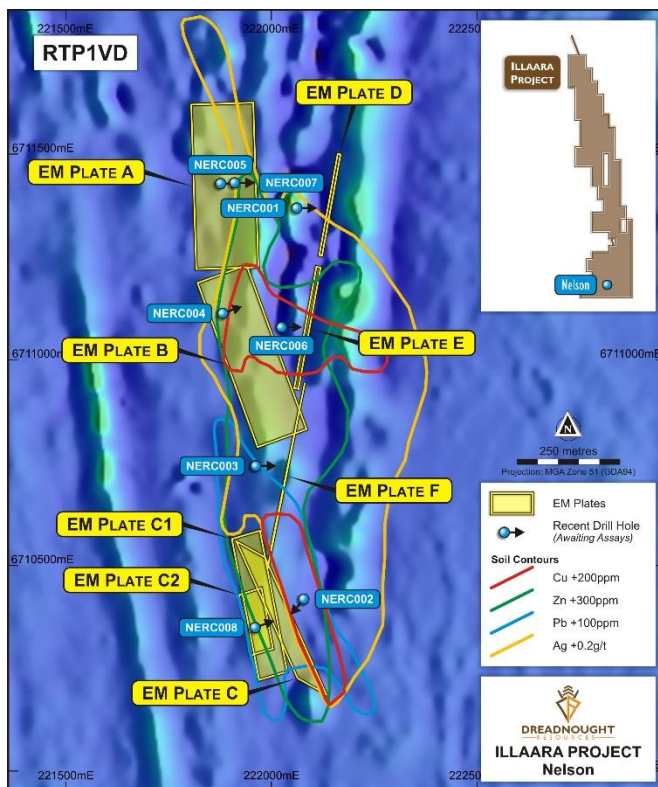 221500mE
222000mE
22250
RTP1VD
ILLAARA
PROJECT
Nelson
EM PLATE D
6711500mE
NERC005
EM PLATE A
NERC007
NERC001
NERC004
EM PLATE B
NERC006
EM PLATE E
6711000mE
6711000mE
N
250 metres
Projection: MGA Zone 51 (GDA94)
NERC003
EM PLATE F
EM PLATE C1
6710500mE
EM PLATE C2
NERC002
NERC008
EM PLATE C
EM Plates
Recent Drill Hole
(Awaiting Assays)
Soil Contours
Cu +200ppm
Zn +300ppm
Pb +100ppm
Ag +0.2g/t
DREADNOUGHT
RESOURCES
ILLAARA PROJECT
Nelson
221500mE
222000mE
22250